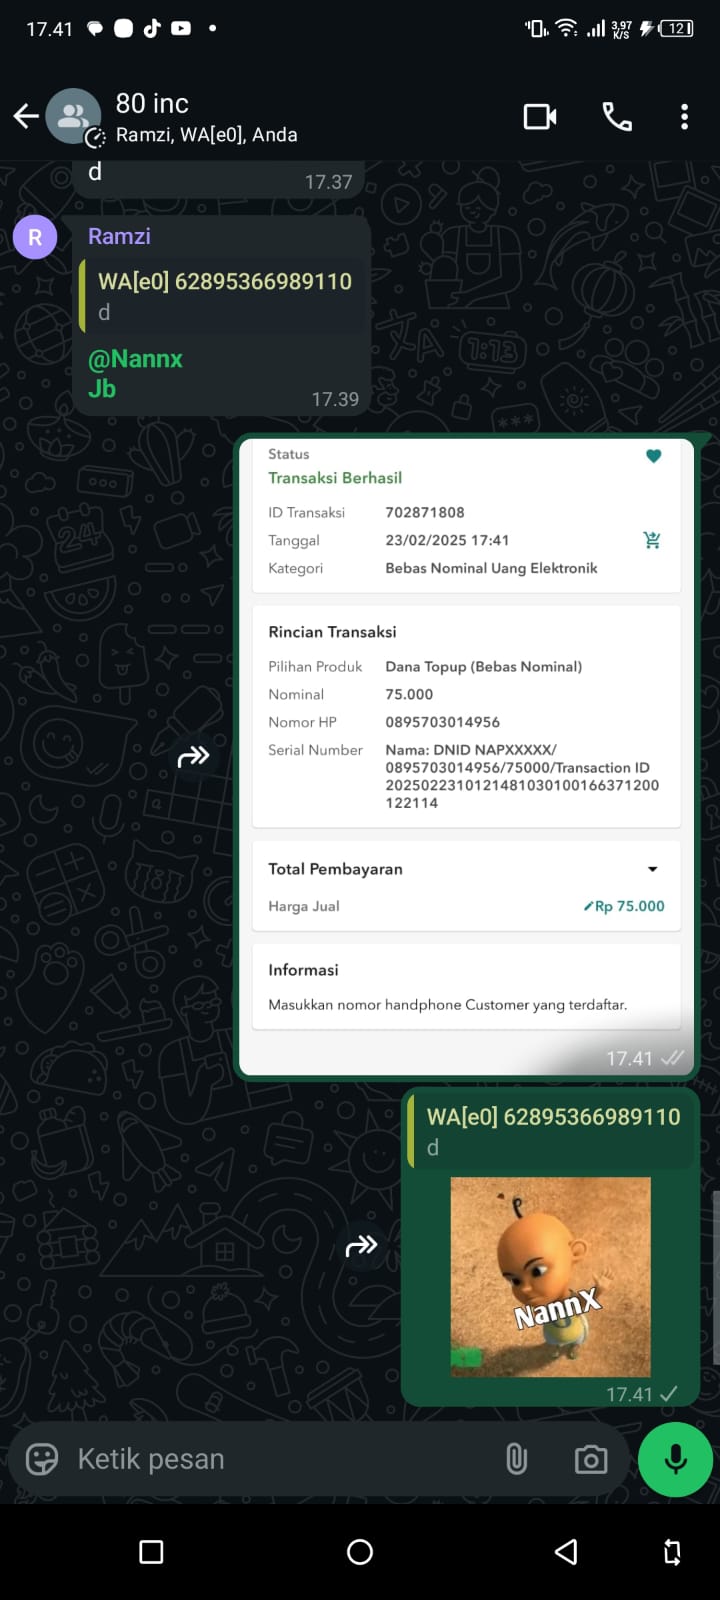 17.41
3,97
K/S
12
80 inc
Ramzi, WA[e0], Anda
d
17.37
R
Ramzi
WA[e0] 62895366989110
d
@Nannx
Jb
17.39
Status
Transaksi Berhasil
ID Transaksi 702871808
Tanggal 23/02/2025 17:41
Kategori Bebas Nominal Uang Elektronik
Rincian Transaksi
Pilihan Produk Dana Topup (Bebas Nominal)
Nominal 75.000
Nomor HP 0895703014956
Serial Number Nama: DNID NAPXXXXX/
0895703014956/75000/Transaction ID
2025022310121481030100166371200
122114
Total Pembayaran
Harga Jual Rp 75.000
Informasi
Masukkan nomor handphone Customer yang terdaftar.
17.41
WA[e0] 62895366989110
d
NannX
17.41
Ketik pesan